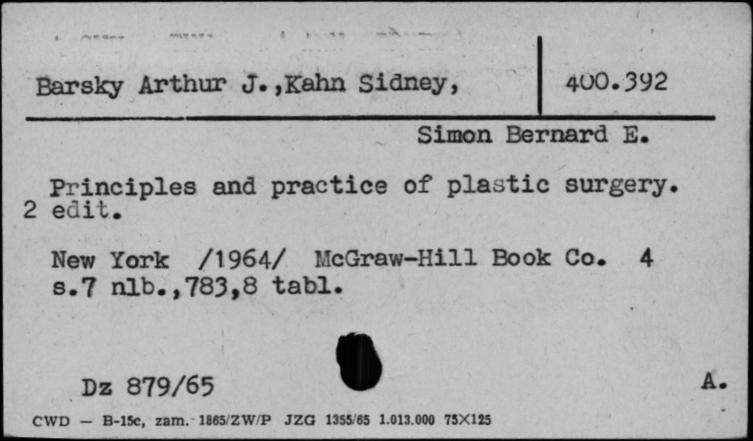 Barsky Arthur J.,Kahn Sidney, 400.392
Simon Bernard E.
Principles and practice of plastic surgery.
2 edit.
New York /1964/ McGraw-Hill Book Co. 4
s.7 nlb.,783,8 tabl.
Dz 879/65 A.
CWD — B-15c, zam. 1865/ZW/P JZG 1355/65 1.013.000 75X125